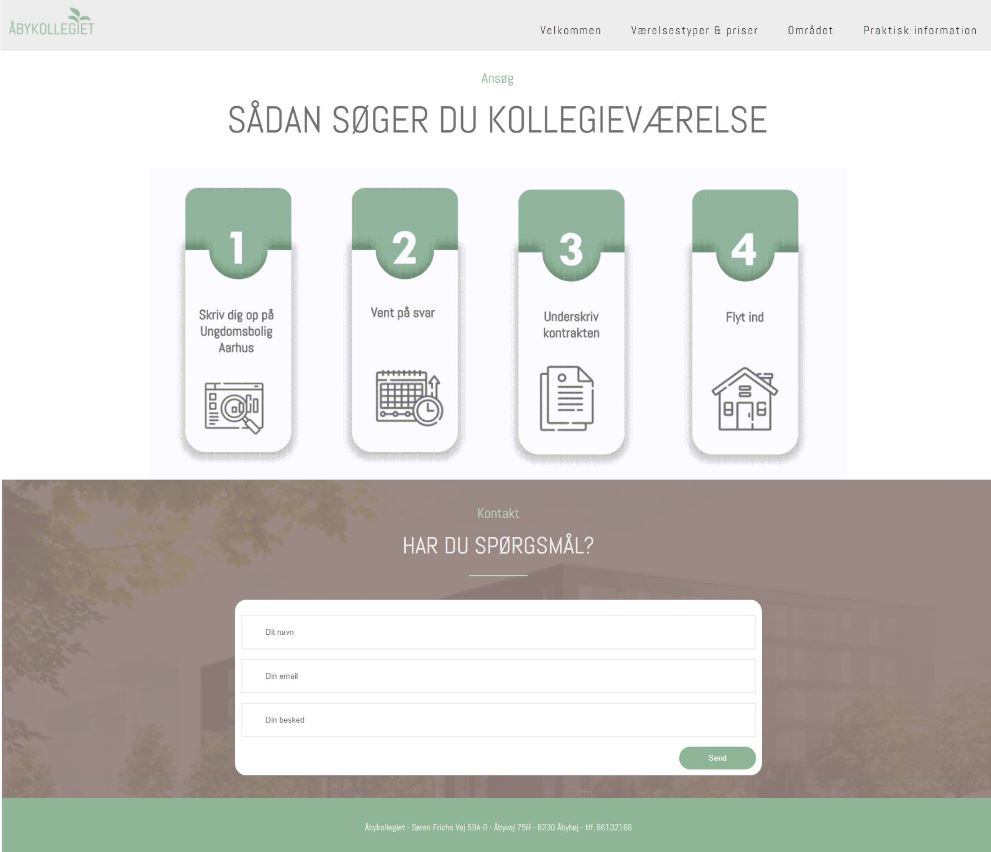 ÅBYKOLLEGIET
Velkommen Værelsestyper & priser Området Praktisk information
Ansøg
SÅDAN SØGER DU KOLLEGIEVÆRELSE
1
Skriv dig op på
Ungdomsbolig
Aarhus
2
Vent på svar
3
Underskriv
kontrakten
4
Flyt ind
Kontakt
HAR DU SPØRGSMÅL?
Dit navn
Din email
Din besked
Send
Åbykollegiet - Søren Frichs Vej 59A-G - Åbyvej 75H - 8230 Åbyhøj - tlf. 86132166